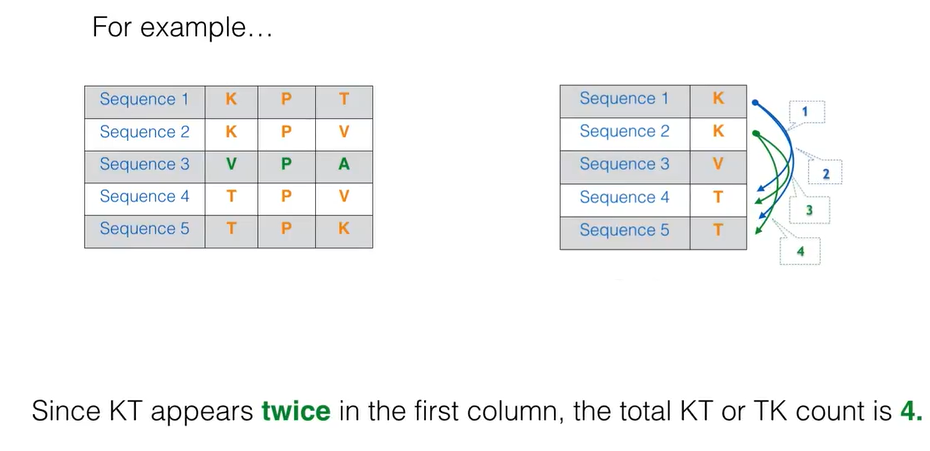 For example...
Sequence 1 K P T
Sequence 2 K P V
Sequence 3 V P A
Sequence 4 T P V
Sequence 5 T P K
Sequence 1 K
Sequence 2 K
Sequence 3 V
Sequence 4 T
Sequence 5 T
1
2
3
4
Since KT appears twice in the first column, the total KT or TK count is 4.